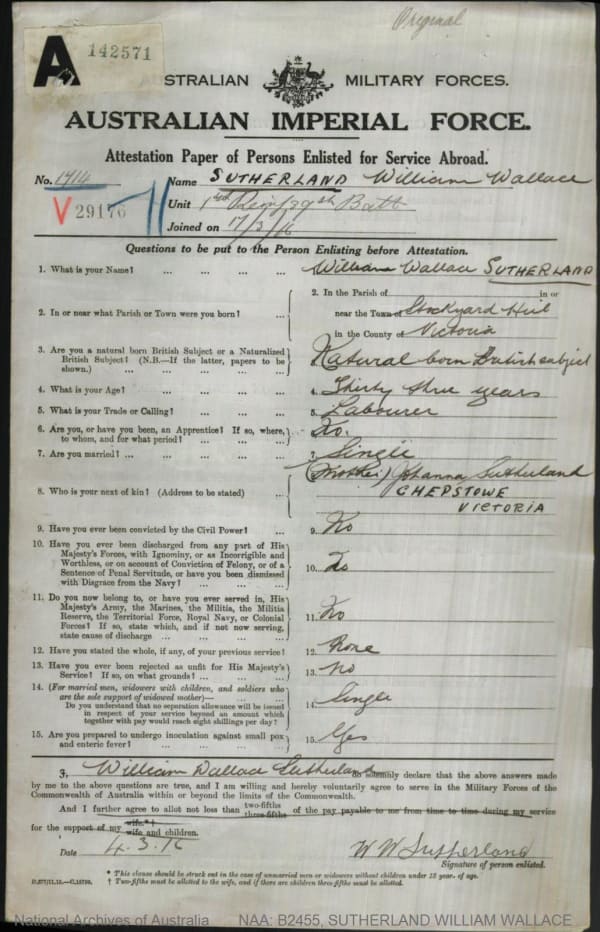 Original
A 142571
AUSTRALIAN MILITARY FORCES.
AUSTRALIAN IMPERIAL FORCE.
Attestation Paper of Persons Enlisted for Service Abroad.
No. 1914 Name SUTHERLAND William Wallace
V 29176 Unit 1st Reinf 39th Batt
Joined on 17/3/16
Questions to be put to the Person Enlisting before Attestation.
1. What is your Name? ... ... ... ... William Wallace SUTHERLAND
2. In or near what Parish or Town were you born? ... 2. In the Parish of in or
near the Town of Stockyard Hill
in the County of Victoria
3. Are you a natural born British Subject or a Naturalized
British Subject? (N.B.—If the latter, papers to be
shown.) ... ... ... ... ... Natural born British subject
4. What is your Age? ... ... ... ... 4. Thirty three years
5. What is your Trade or Calling? ... ... ... 5. Labourer
6. Are you, or have you been, an Apprentice? If so, where,
to whom, and for what period? ... ... ... No.
7. Are you married? ... ... ... ... ... 7. Single
8. Who is your next of kin? (Address to be stated) ... (Mother) Johanna Sutherland
CHEPSTOWE
VICTORIA
9. Have you ever been convicted by the Civil Power? ... 9. No
10. Have you ever been discharged from any part of His
Majesty's Forces, with Ignominy, or as Incorrigible and
Worthless, or on account of Conviction of Felony, or of a
Sentence of Penal Servitude, or have you been dismissed
with Disgrace from the Navy? ... ... ... 10. No
11. Do you now belong to, or have you ever served in, His
Majesty's Army, the Marines, the Militia, the Militia
Reserve, the Territorial Force, Royal Navy, or Colonial
Forces? If so, state which, and if not now serving,
state cause of discharge ... ... ... ... 11. No
12. Have you stated the whole, if any, of your previous service? 12. None
13. Have you ever been rejected as unfit for His Majesty's
Service? If so, on what grounds? ... ... ... 13. No
14. (For married men, widowers with children, and soldiers who
are the sole support of widowed mother)—
Do you understand that no separation allowance will be issued
in respect of your service beyond an amount which
together with pay would reach eight shillings per day? 14. Single
15. Are you prepared to undergo inoculation against small pox
and enteric fever? ... ... ... ... ... 15. Yes
I, William Wallace Sutherland do solemnly declare that the above answers made
by me to the above questions are true, and I am willing and hereby voluntarily agree to serve in the Military Forces of the
Commonwealth of Australia within or beyond the limits of the Commonwealth.
And I further agree to allot not less than two-fifths three-fifths of the pay payable to me from time to time during my service
for the support of my wife.*† wife and children.
Date 4.3.16 W W Sutherland
Signature of person enlisted.
* This clause should be struck out in the case of unmarried men or widowers without children under 18 years of age.
† Two-fifths must be allotted to the wife, and if there are children three-fifths must be allotted.
National Archives of Australia NAA: B2455, SUTHERLAND WILLIAM WALLACE